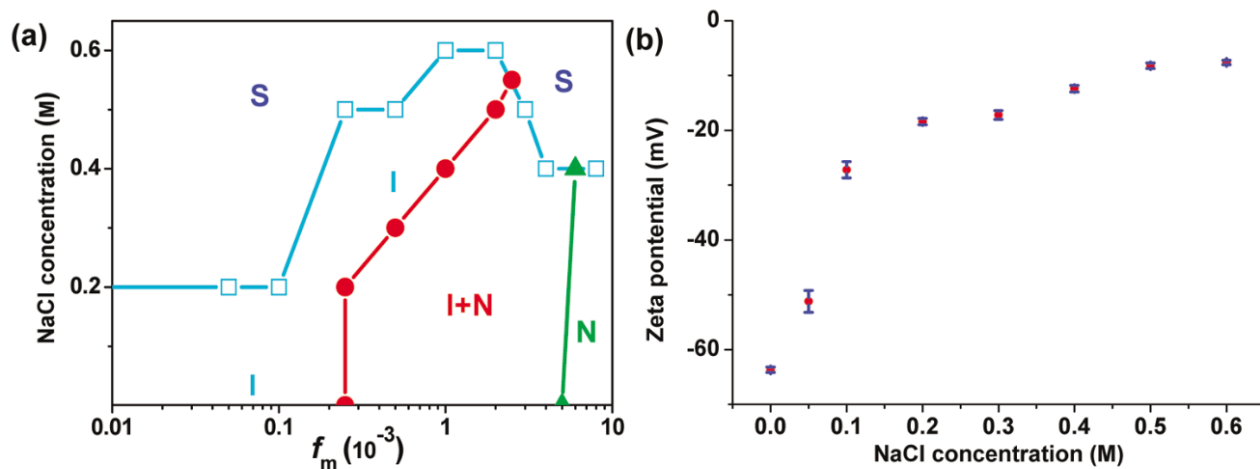 (a)
NaCl concentration (M)
0.6
0.4
0.2
S
S
I
I+N
N
I
0.01
0.1
1
10
fm (10-3)
(b)
Zeta pontential (mV)
0
-20
-40
-60
0.0
0.1
0.2
0.3
0.4
0.5
0.6
NaCl concentration (M)